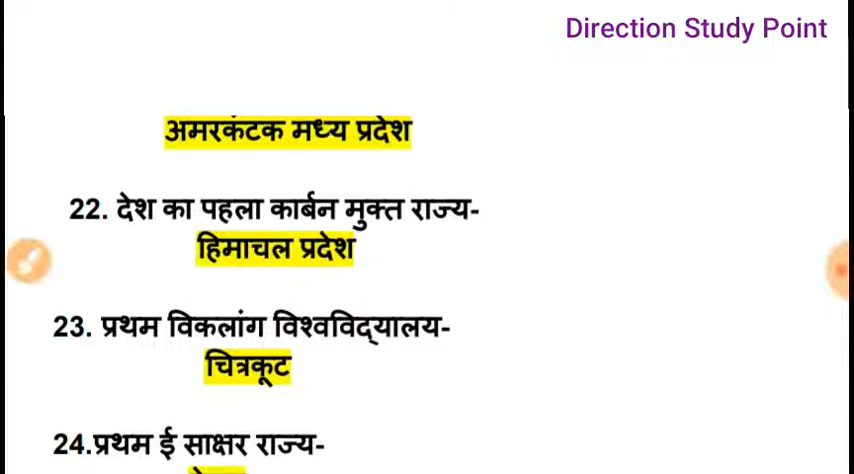 Direction Study Point
अमरकंटक मध्य प्रदेश
22. देश का पहला कार्बन मुक्त राज्य-
हिमाचल प्रदेश
23. प्रथम विकलांग विश्वविद्यालय-
चित्रकूट
24.प्रथम ई साक्षर राज्य-